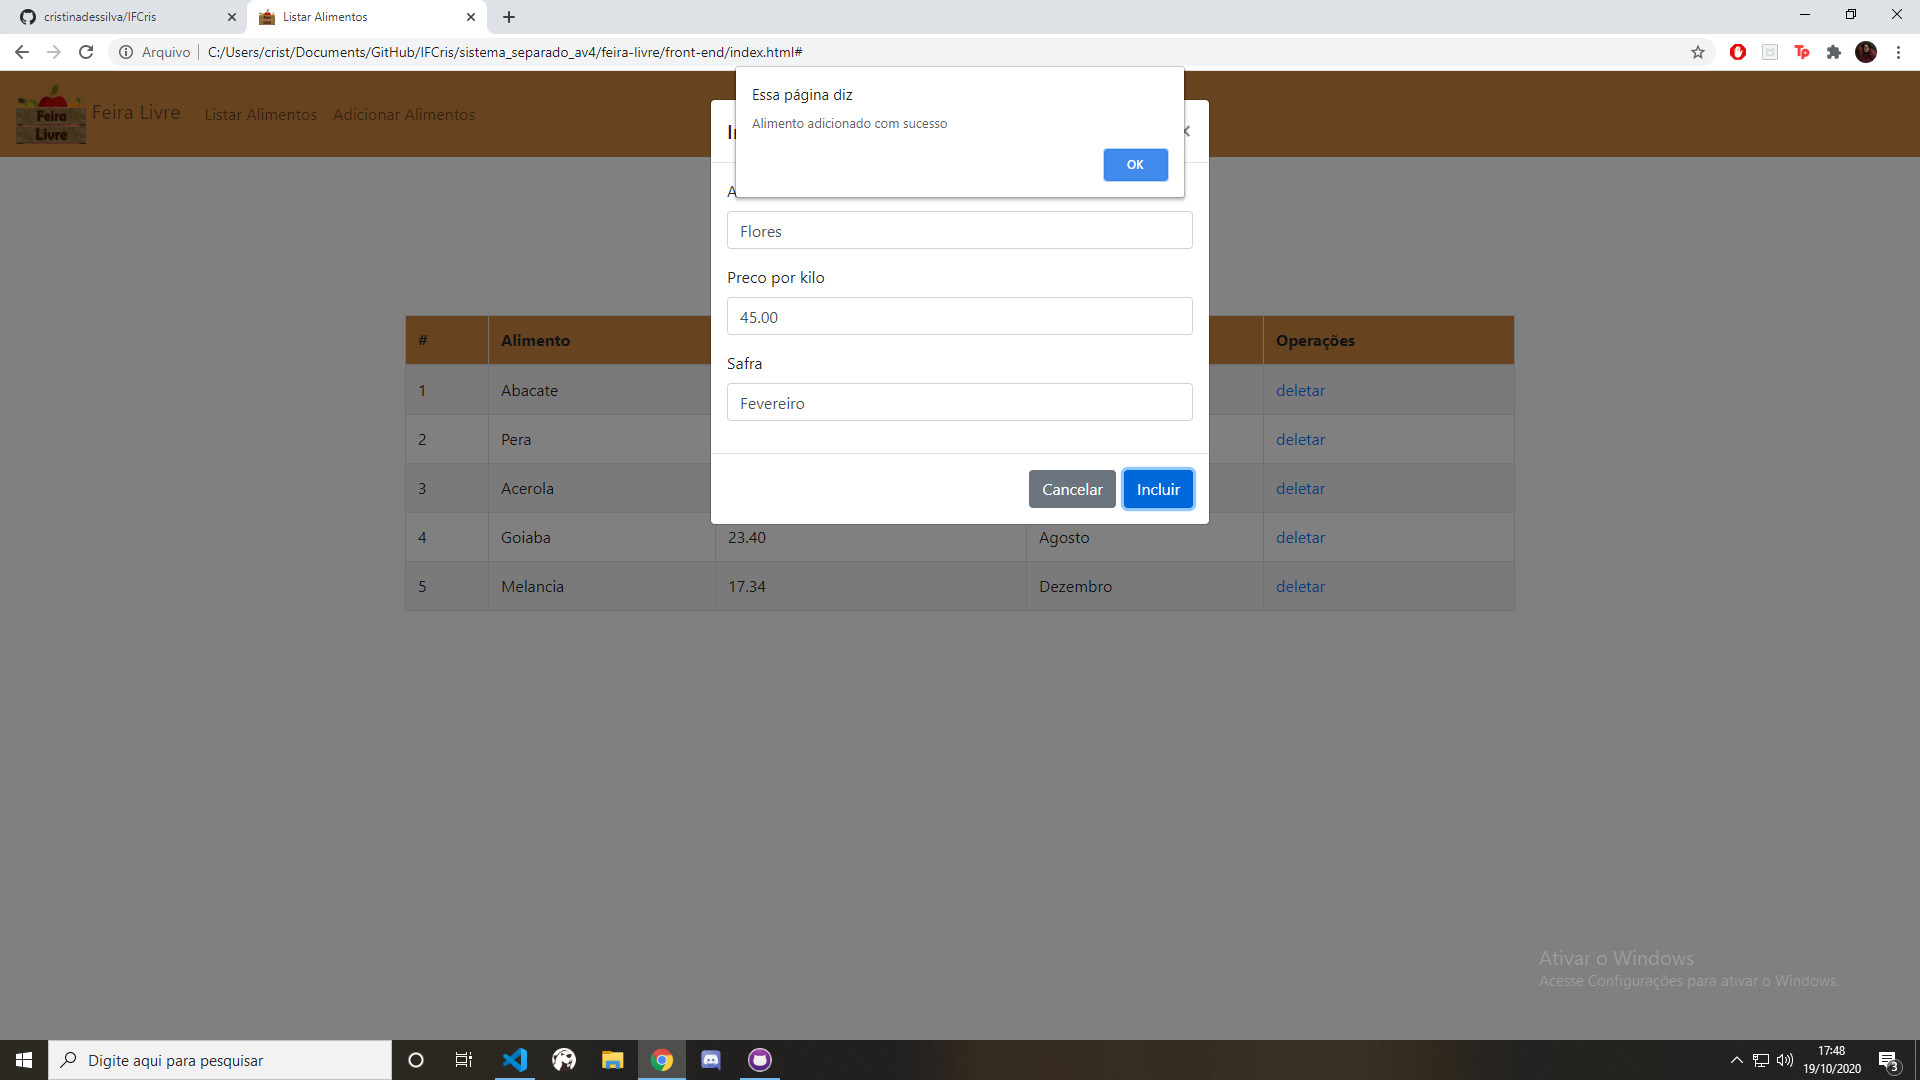 cristinadessilva/IFCris
Listar Alimentos
Arquivo
C:/Users/crist/Documents/GitHub/IFCris/sistema_separado_av4/feira-livre/front-end/index.html#
Tp
Feira
Livre
Feira Livre
Listar Alimentos
Adicionar Alimentos
Essa página diz
Alimento adicionado com sucesso
OK
Flores
Preco por kilo
45.00
Safra
Fevereiro
Cancelar
Incluir
# Alimento Operações
1 Abacate deletar
2 Pera deletar
3 Acerola deletar
4 Goiaba 23.40 Agosto deletar
5 Melancia 17.34 Dezembro deletar
Ativar o Windows
Acesse Configurações para ativar o Windows.
Digite aqui para pesquisar
17:48
19/10/2020
3